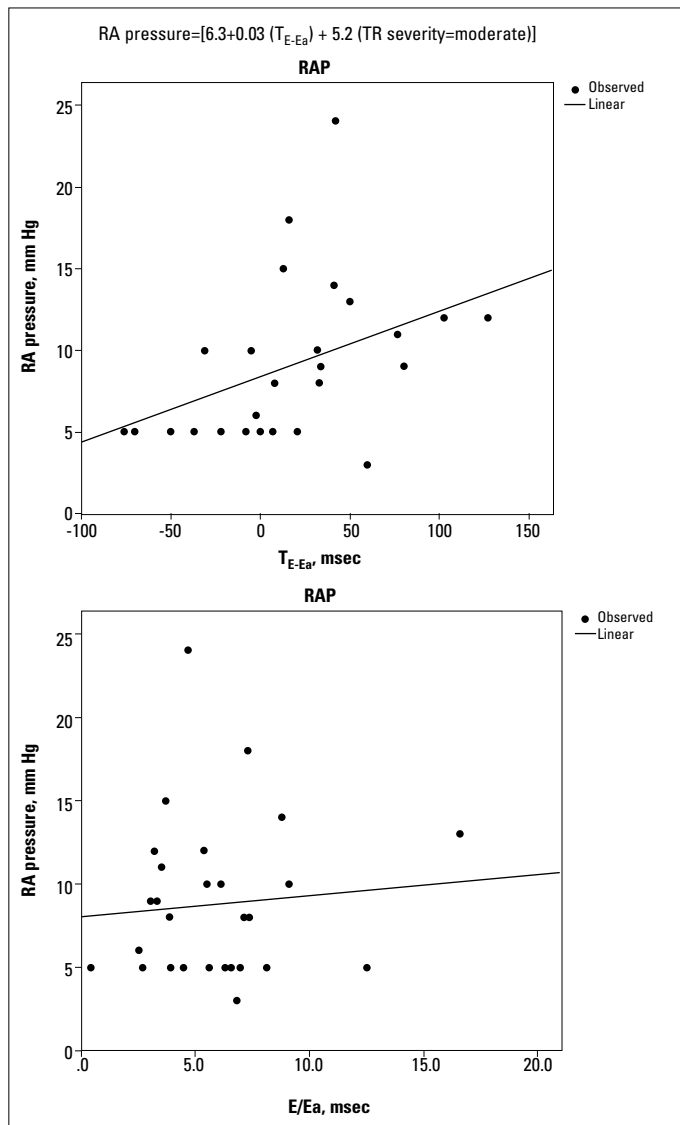 RA pressure=[6.3+0.03 (T_E-Ea) + 5.2 (TR severity=moderate)]
RAP
Observed
Linear
25
20
15
10
5
0
RA pressure, mm Hg
-100 -50 0 50 100 150
T_E-Ea, msec
RAP
Observed
Linear
25
20
15
10
5
0
RA pressure, mm Hg
.0 5.0 10.0 15.0 20.0
E/Ea, msec